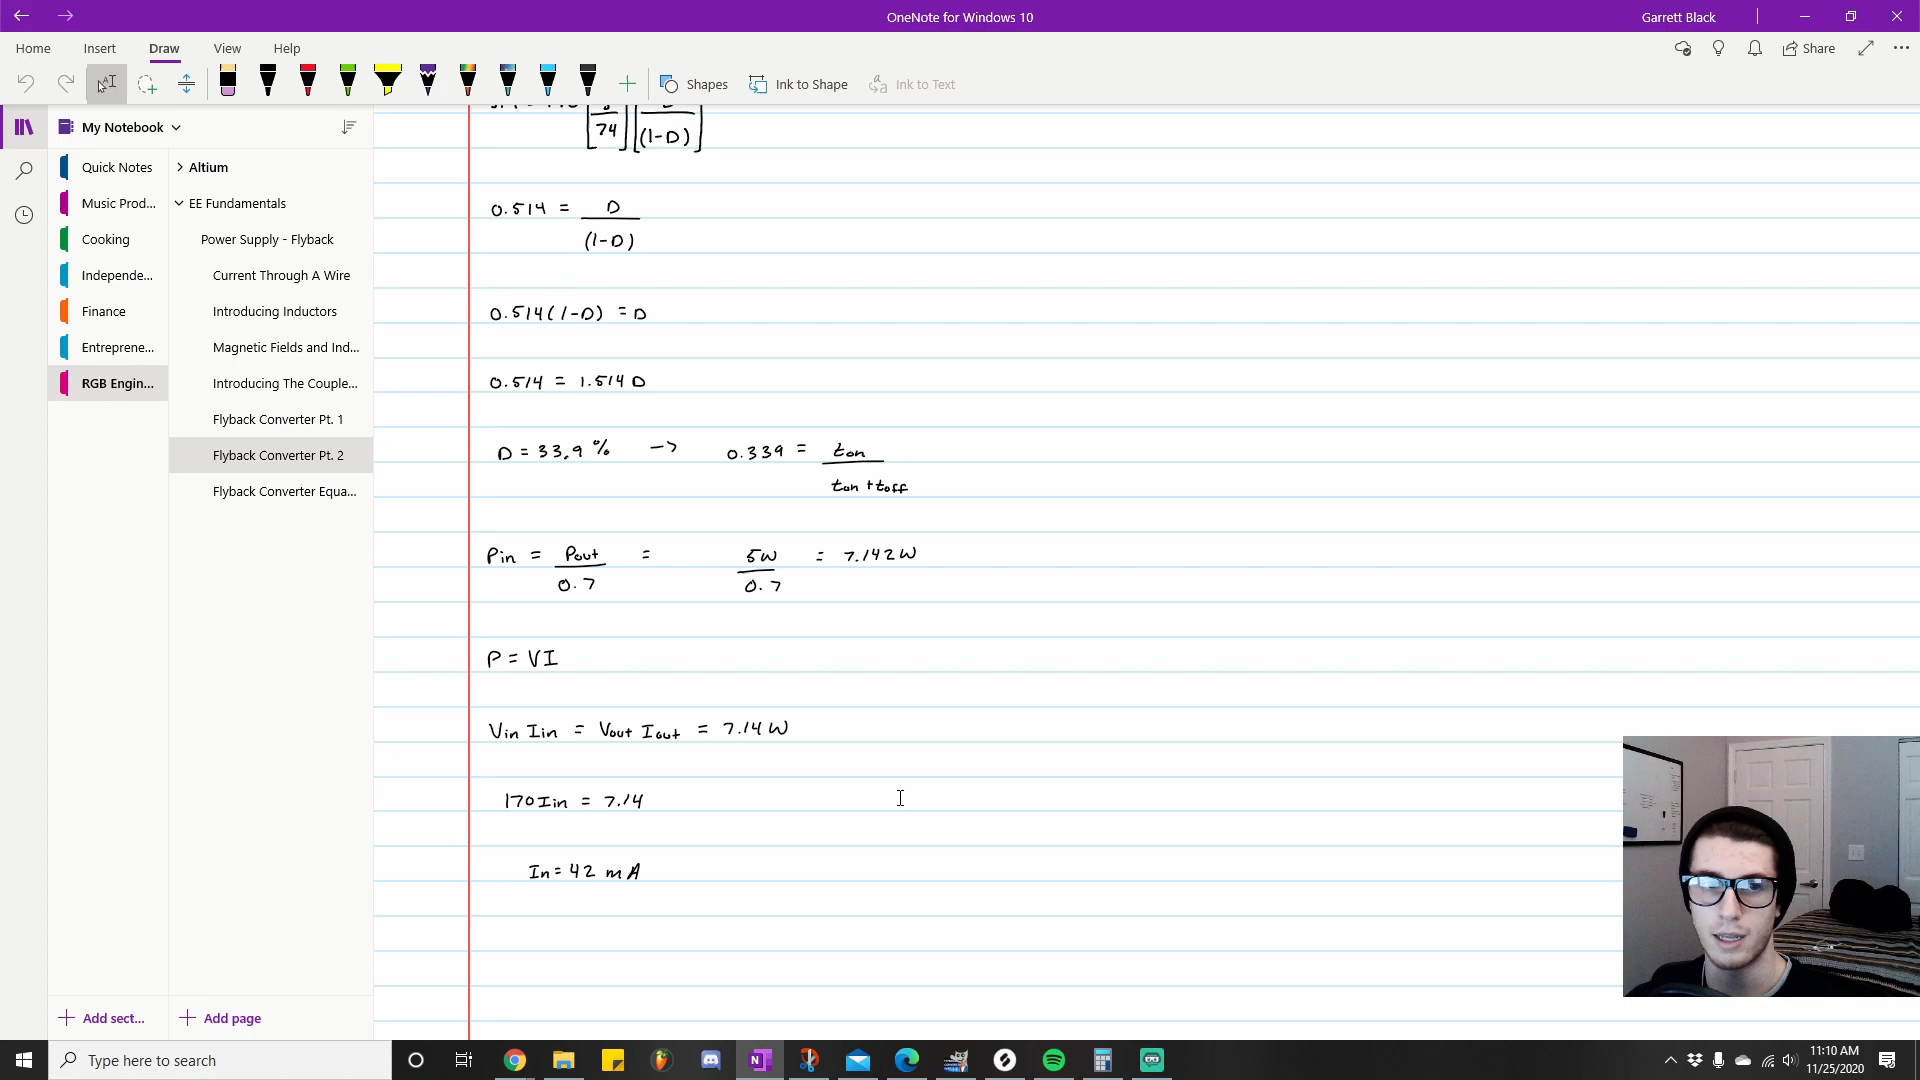 OneNote for Windows 10
Garrett Black
Home Insert Draw View Help
Share
Shapes
Ink to Shape
Ink to Text
My Notebook
Quick Notes
Music Prod...
Cooking
Independe...
Finance
Entreprene...
RGB Engin...
Altium
EE Fundamentals
Power Supply - Flyback
Current Through A Wire
Introducing Inductors
Magnetic Fields and Ind...
Introducing The Couple...
Flyback Converter Pt. 1
Flyback Converter Pt. 2
Flyback Converter Equa...
Add sect...
Add page
74 (1-D)
0.514 = D
(1-D)
0.514(1-D) = D
0.514 = 1.514 D
D = 33.9% -> 0.339 = ton
ton + toff
Pin = Pout = 5W = 7.142W
0.7 0.7
P = VI
Vin Iin = Vout Iout = 7.14 W
170 Iin = 7.14
In = 42 mA
Type here to search
11:10 AM
11/25/2020